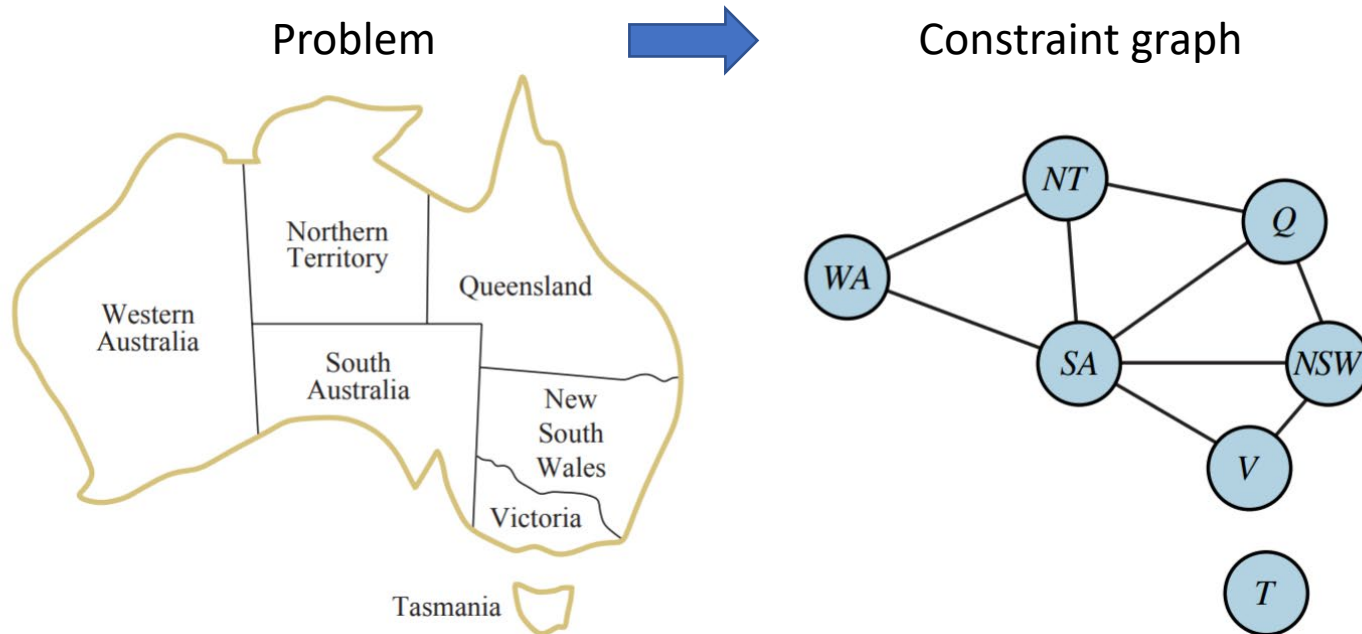 Problem
Constraint graph
Northern
Territory
Western
Australia
Queensland
South
Australia
New
South
Wales
Victoria
Tasmania
NT
Q
WA
SA
NSW
V
T